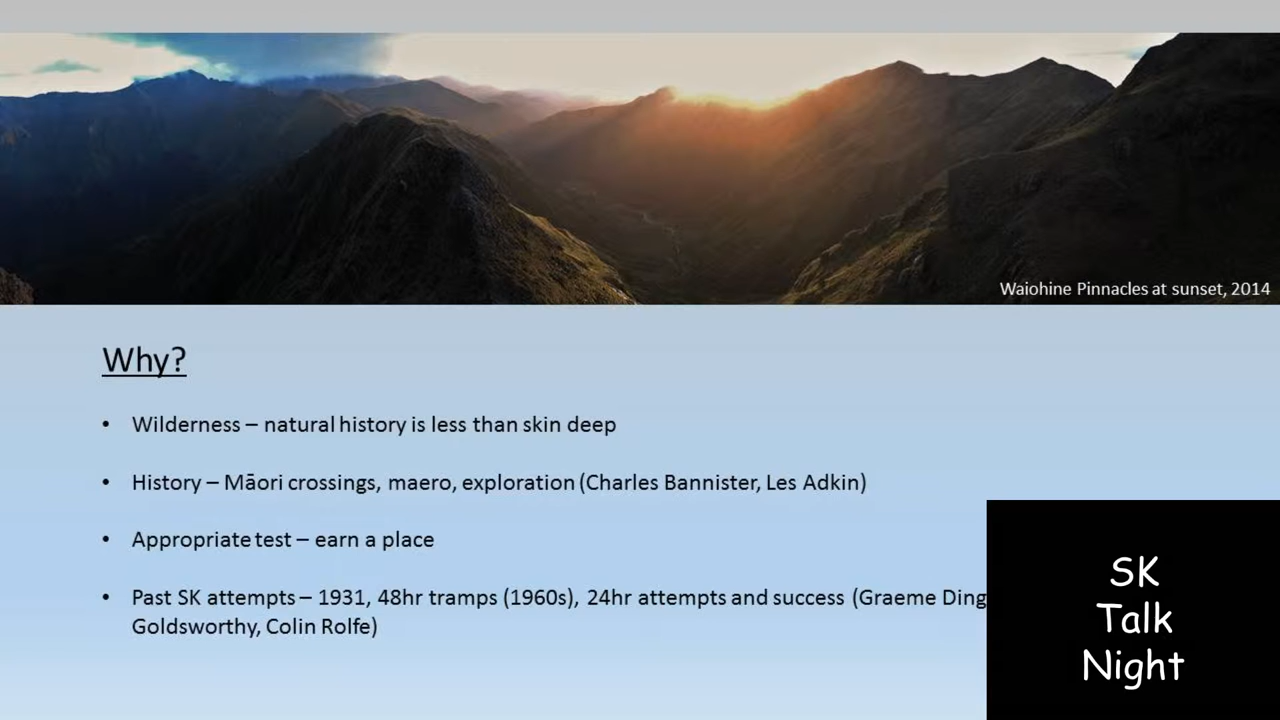 Waiohine Pinnacles at sunset, 2014
Why?
• Wilderness – natural history is less than skin deep
• History – Māori crossings, maero, exploration (Charles Bannister, Les Adkin)
• Appropriate test – earn a place
• Past SK attempts – 1931, 48hr tramps (1960s), 24hr attempts and success (Graeme Ding
Goldsworthy, Colin Rolfe)
SK
Talk
Night